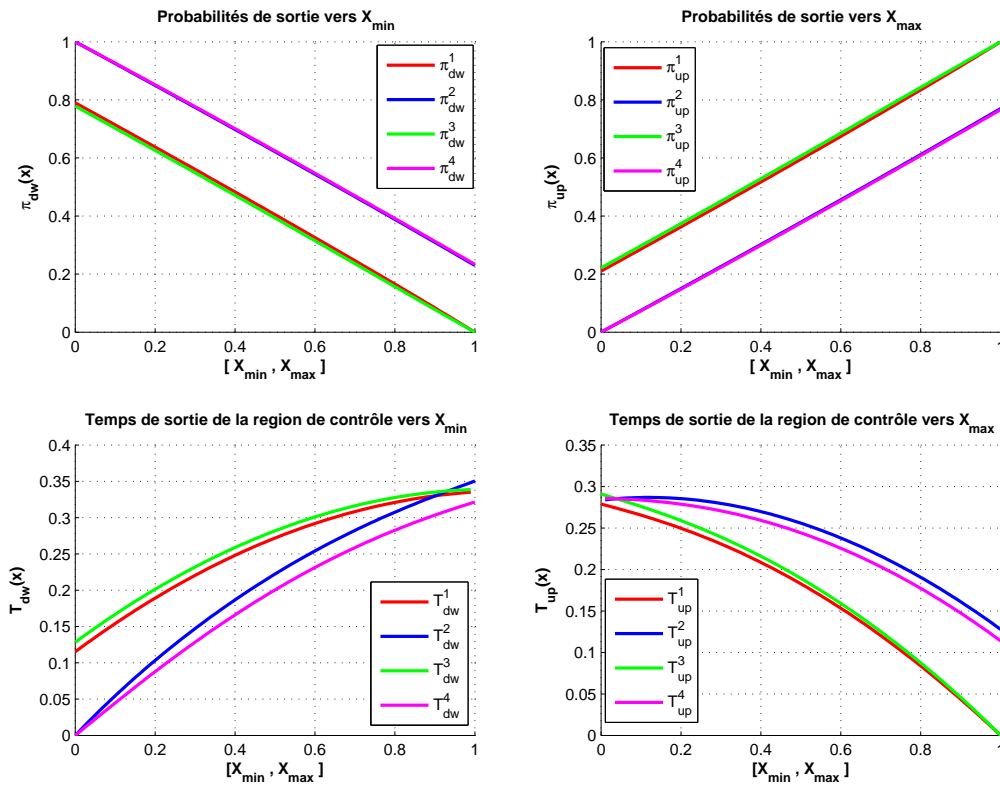 Probabilités de sortie vers X_min
1
0.8
0.6
0.4
0.2
0
π_dw(x)
π^1_dw
π^2_dw
π^3_dw
π^4_dw
0 0.2 0.4 0.6 0.8 1
[ X_min , X_max ]
Probabilités de sortie vers X_max
1
0.8
0.6
0.4
0.2
0
π_up(x)
π^1_up
π^2_up
π^3_up
π^4_up
0 0.2 0.4 0.6 0.8 1
[ X_min , X_max ]
Temps de sortie de la region de contrôle vers X_min
0.4
0.35
0.3
0.25
0.2
0.15
0.1
0.05
0
T_dw(x)
T^1_dw
T^2_dw
T^3_dw
T^4_dw
0 0.2 0.4 0.6 0.8 1
[X_min , X_max ]
Temps de sortie de la region de contrôle vers X_max
0.35
0.3
0.25
0.2
0.15
0.1
0.05
0
T_up(x)
T^1_up
T^2_up
T^3_up
T^4_up
0 0.2 0.4 0.6 0.8 1
[X_min , X_max ]